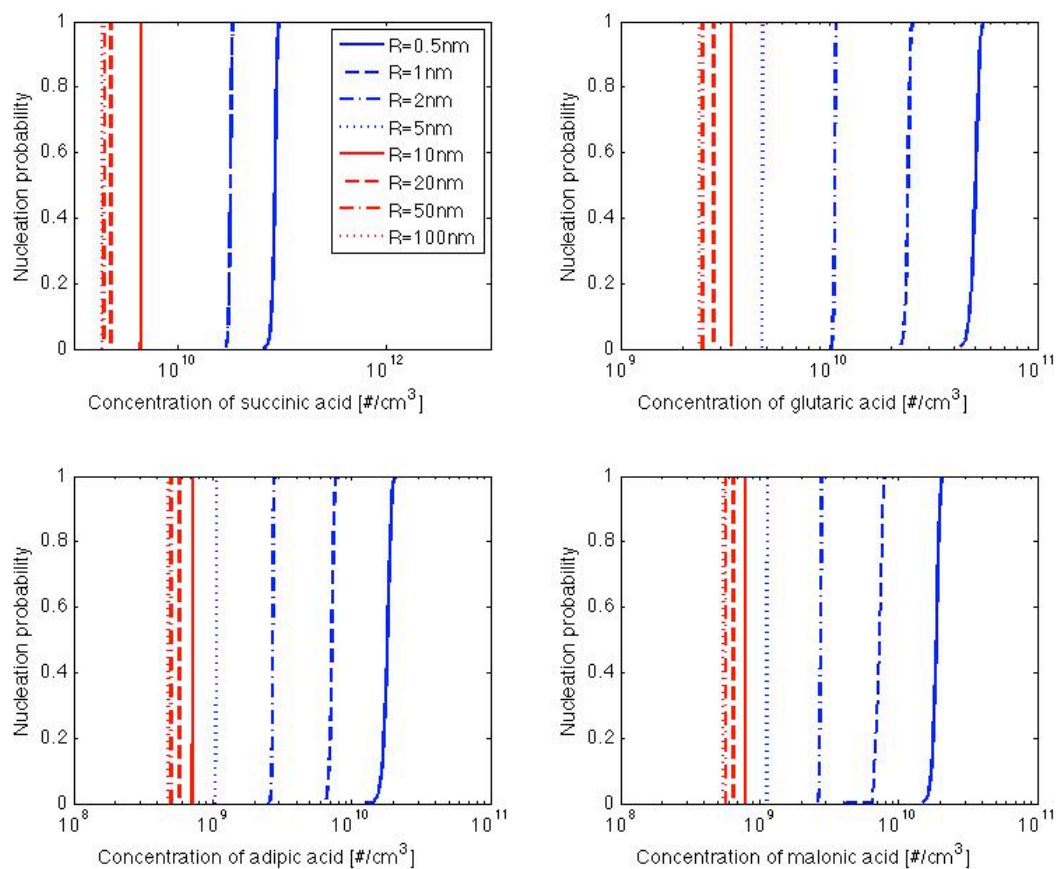 1
0.8
0.6
0.4
0.2
0
Nucleation probability
10^10
10^12
Concentration of succinic acid [#/cm^3]
R=0.5nm
R=1nm
R=2nm
R=5nm
R=10nm
R=20nm
R=50nm
R=100nm
1
0.8
0.6
0.4
0.2
0
Nucleation probability
10^9
10^10
10^11
Concentration of glutaric acid [#/cm^3]
1
0.8
0.6
0.4
0.2
0
Nucleation probability
10^8
10^9
10^10
10^11
Concentration of adipic acid [#/cm^3]
1
0.8
0.6
0.4
0.2
0
Nucleation probability
10^8
10^9
10^10
10^11
Concentration of malonic acid [#/cm^3]